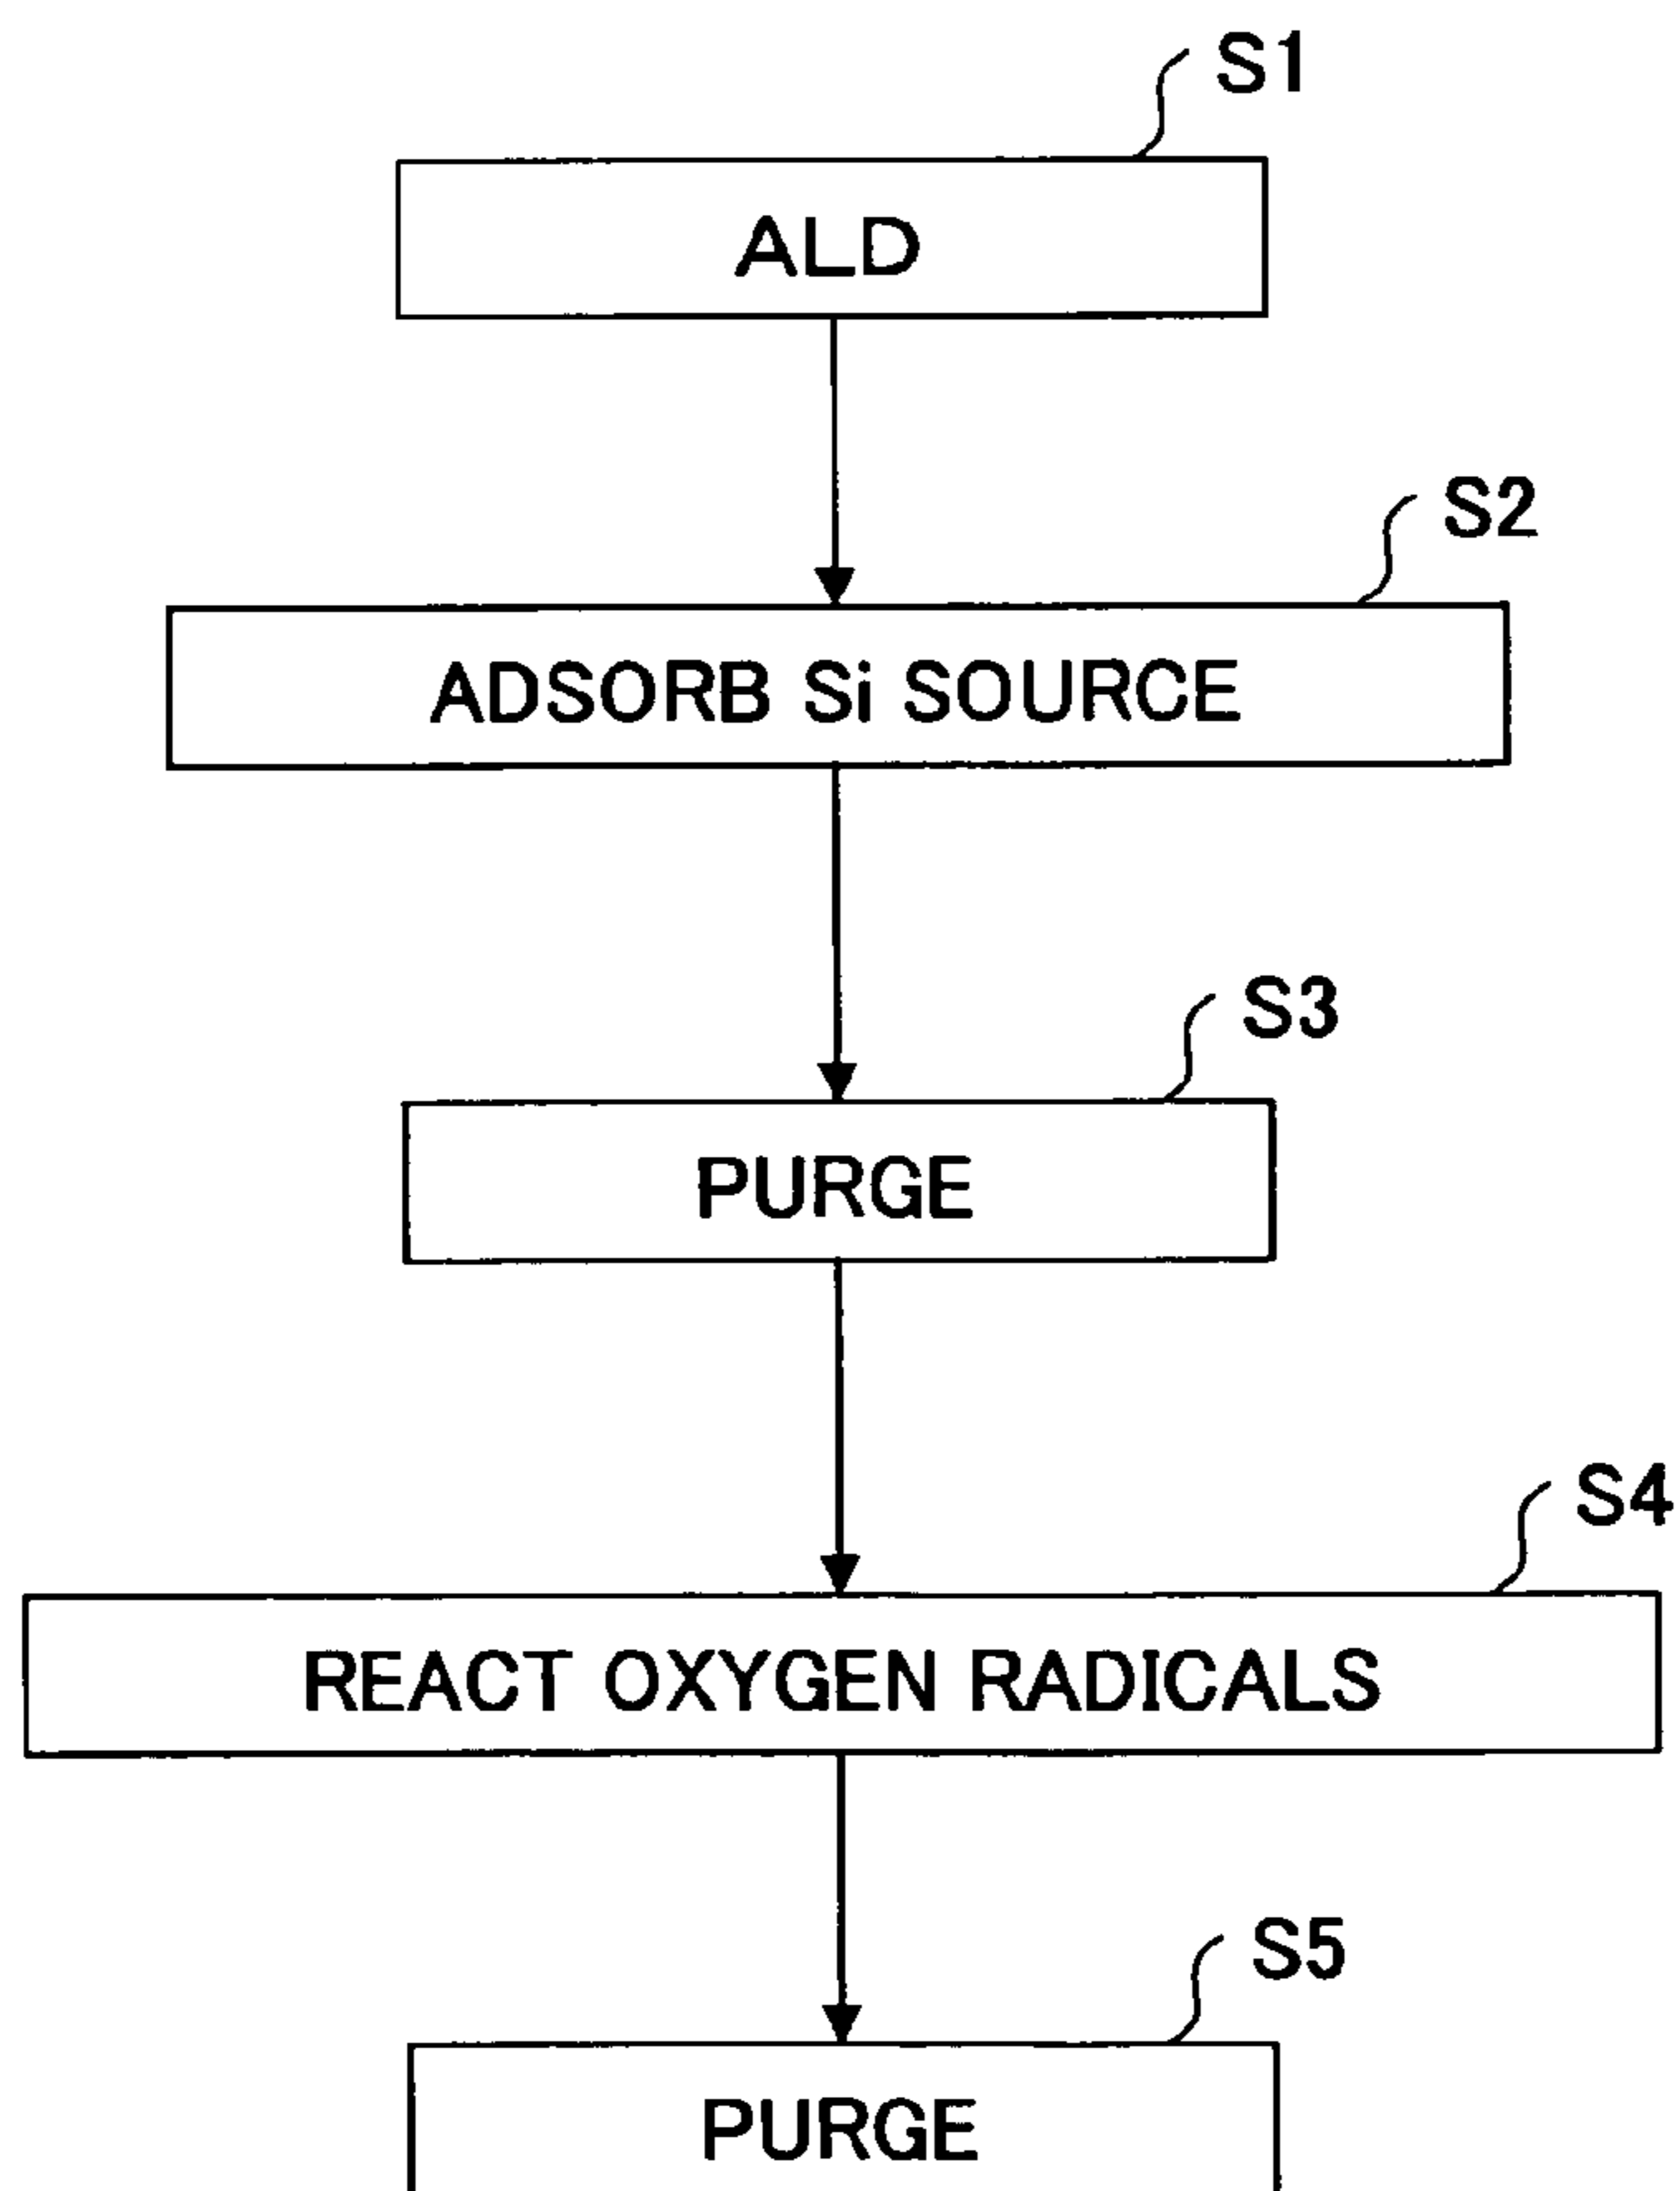 S1
ALD
S2
ADSORB Si SOURCE
S3
PURGE
S4
REACT OXYGEN RADICALS
S5
PURGE